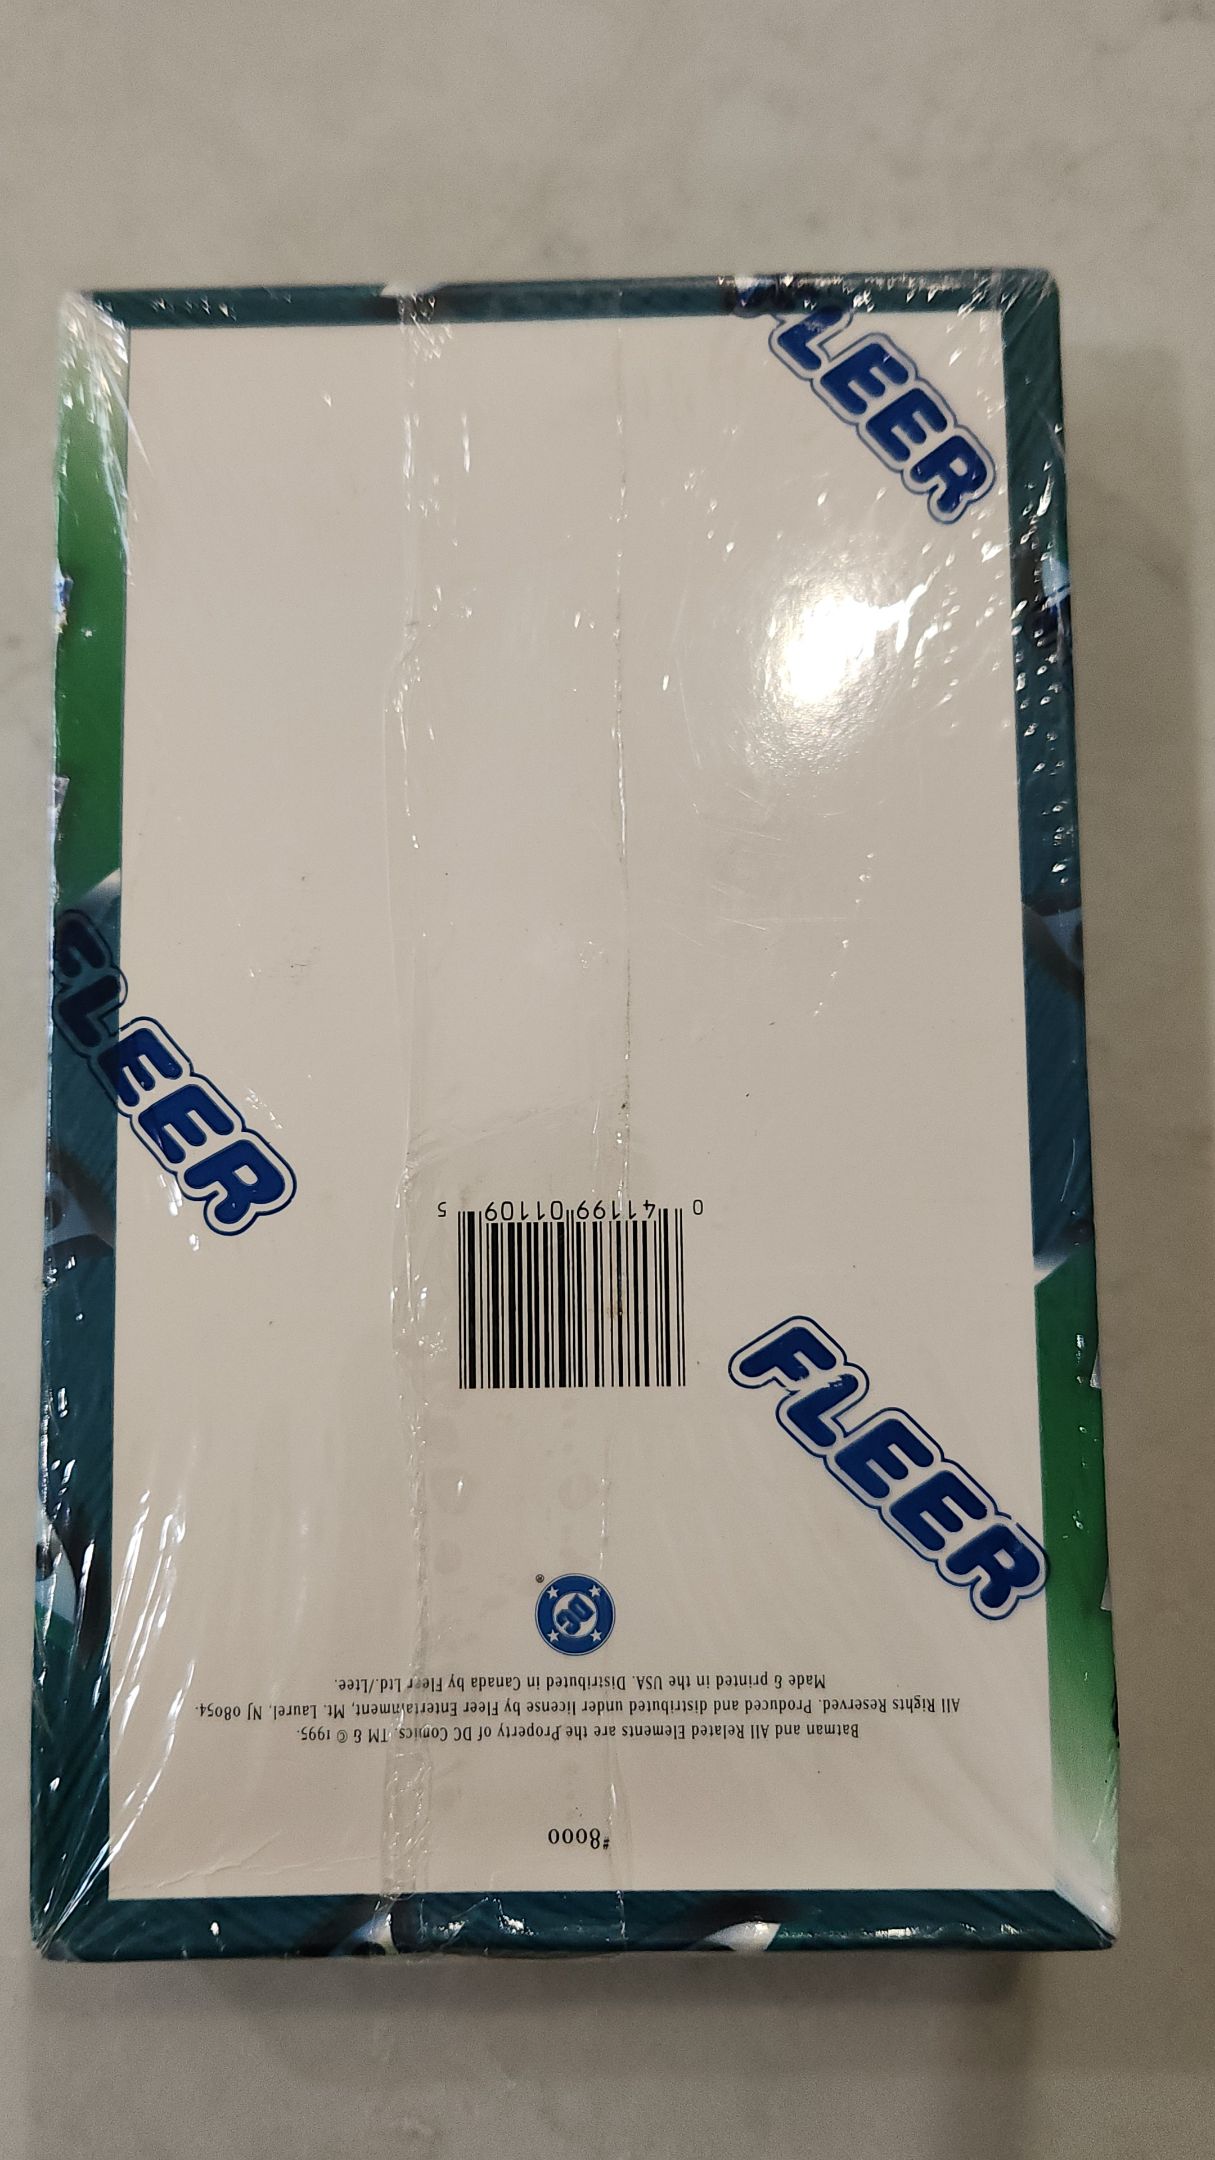 #8000
Batman and All Related Elements are the Property of DC Comics. TM & © 1995.
All Rights Reserved. Produced and distributed under license by Fleer Entertainment, Mt. Laurel, NJ 08054.
Made & printed in the USA. Distributed in Canada by Fleer Ltd./Ltee.
DC ®
FLEER
0 41199 01109 5
FLEER
FLEER